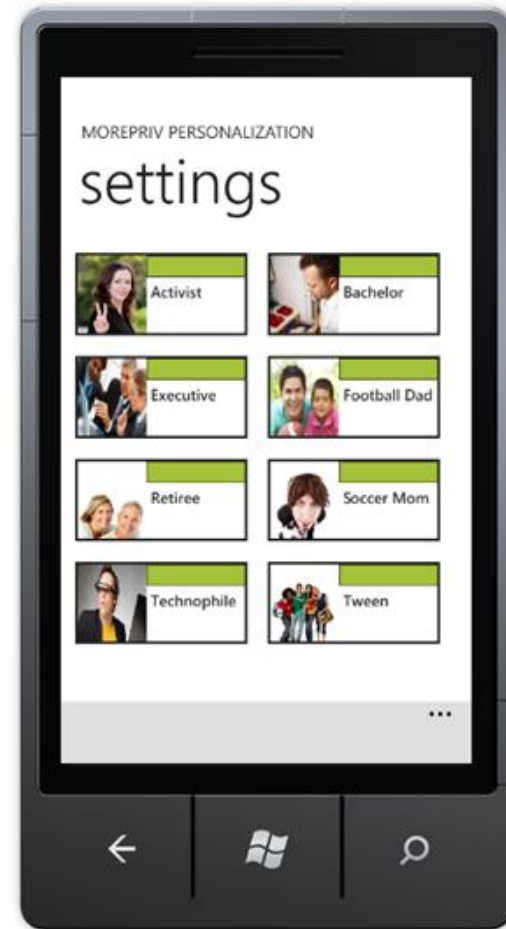 MOREPRIV PERSONALIZATION
settings
Activist
Bachelor
Executive
Football Dad
Retiree
Soccer Mom
Technophile
Tween